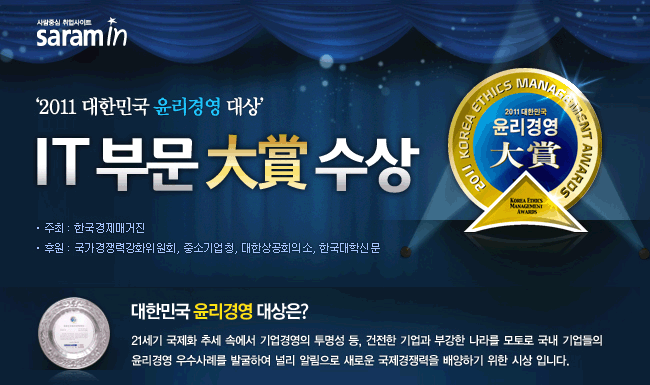 사람중심 취업사이트
saramin
'2011 대한민국 윤리경영 대상'
IT 부문 大賞 수상
2011 KOREA ETHICS MANAGEMENT AWARDS
2011 대한민국
윤리경영
大賞
KOREA ETHICS
MANAGEMENT
AWARDS
· 주최 : 한국경제매거진
· 후원 : 국가경쟁력강화위원회, 중소기업청, 대한상공회의소, 한국대학신문
대한민국 윤리경영 대상은?
21세기 국제화 추세 속에서 기업경영의 투명성 등, 건전한 기업과 부강한 나라를 모토로 국내 기업들의
윤리경영 우수사례를 발굴하여 널리 알림으로 새로운 국제경쟁력을 배양하기 위한 시상 입니다.